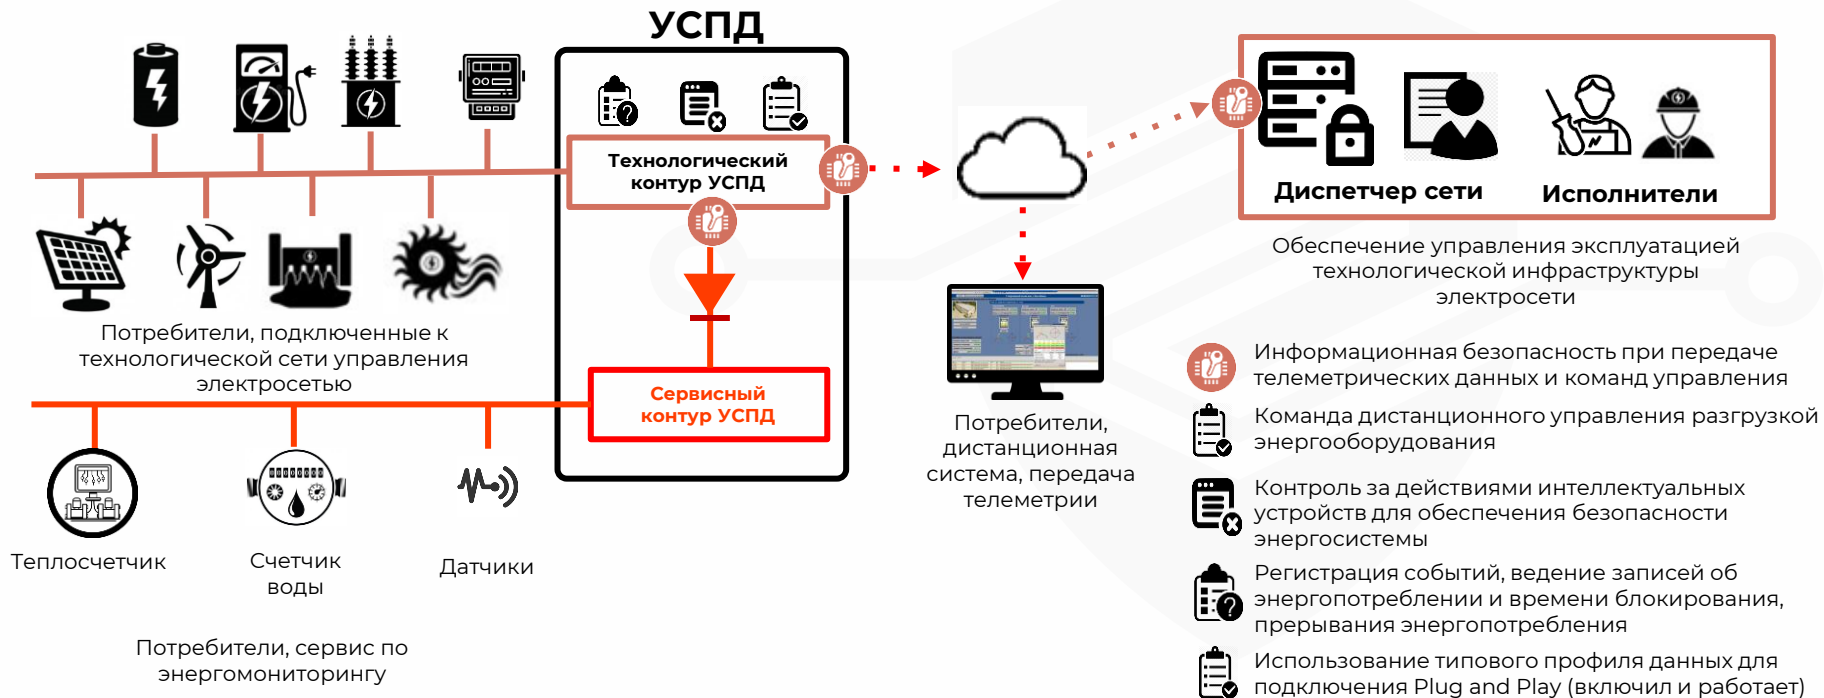 УСПД
Технологический
контур УСПД
Сервисный
контур УСПД
Потребители, подключенные к
технологической сети управления
электросетью
Теплосчетчик
Счетчик
воды
Датчики
Потребители, сервис по
энергомониторингу
Потребители,
дистанционная
система, передача
телеметрии
Диспетчер сети
Исполнители
Обеспечение управления эксплуатацией
технологической инфраструктуры
электросети
Информационная безопасность при передаче
телеметрических данных и команд управления
Команда дистанционного управления разгрузкой
энергооборудования
Контроль за действиями интеллектуальных
устройств для обеспечения безопасности
энергосистемы
Регистрация событий, ведение записей об
энергопотреблении и времени блокирования,
прерывания энергопотребления
Использование типового профиля данных для
подключения Plug and Play (включил и работает)